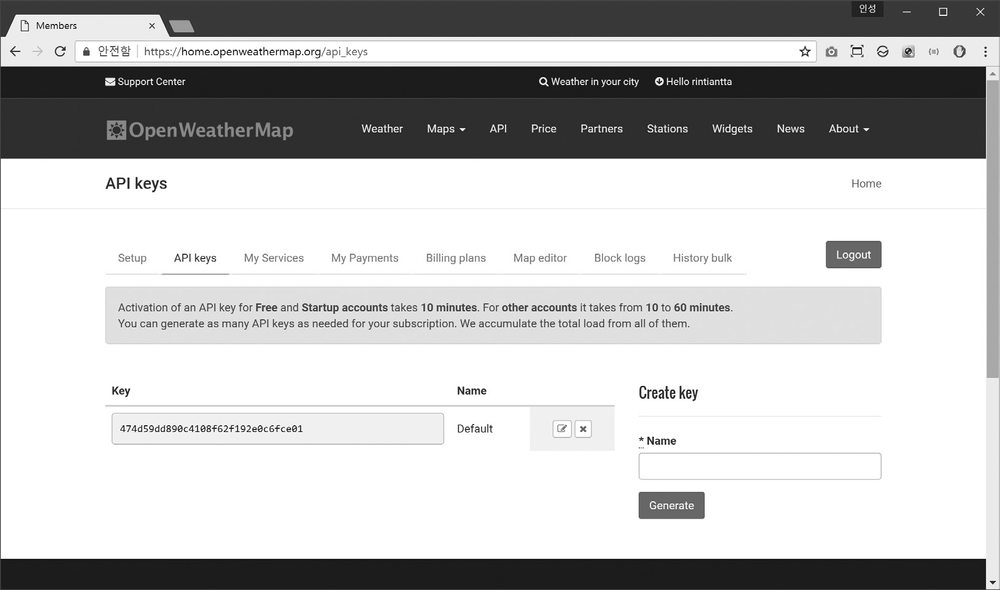 인성
Members
안전함 https://home.openweathermap.org/api_keys
Support Center Weather in your city Hello rintiantta
OpenWeatherMap Weather Maps API Price Partners Stations Widgets News About
API keys Home
Setup API keys My Services My Payments Billing plans Map editor Block logs History bulk Logout
Activation of an API key for Free and Startup accounts takes 10 minutes. For other accounts it takes from 10 to 60 minutes.
You can generate as many API keys as needed for your subscription. We accumulate the total load from all of them.
Key Name Create key
474d59dd890c4108f62f192e0c6fce01 Default
* Name
Generate